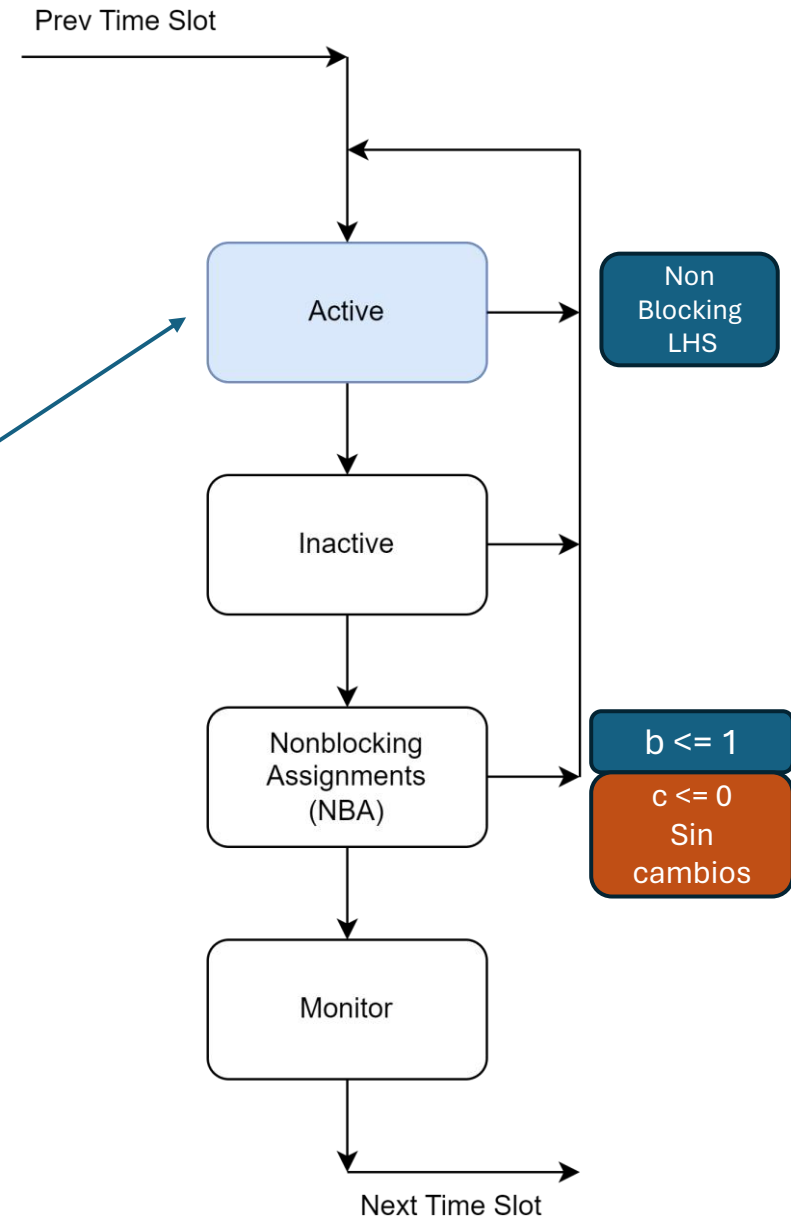 Prev Time Slot
Active
Non
Blocking
LHS
Inactive
Nonblocking
Assignments
(NBA)
b <= 1
c <= 0
Sin
cambios
Monitor
Next Time Slot